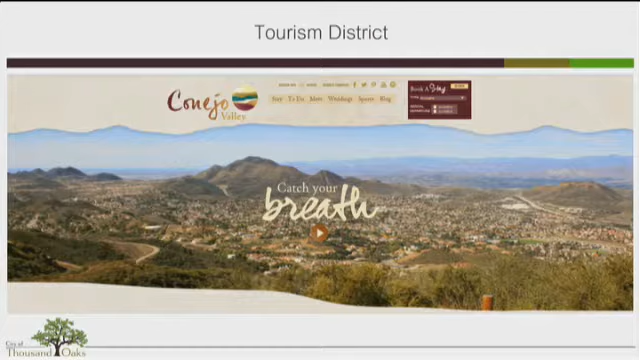 Tourism District
Conejo
Valley
Stay To Do Meet Weddings Sports Blog
Book A Stay
Catch your
breath
City of
Thousand Oaks